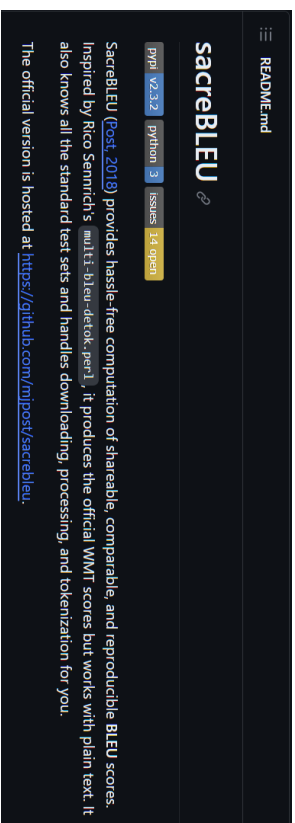 README.md
sacreBLEU
pypi v2.3.2 python 3 issues 14 open
SacreBLEU (Post, 2018) provides hassle-free computation of shareable, comparable, and reproducible BLEU scores.
Inspired by Rico Sennrich's multi-bleu-detok.perl, it produces the official WMT scores but works with plain text. It
also knows all the standard test sets and handles downloading, processing, and tokenization for you.
The official version is hosted at https://github.com/mjpost/sacrebleu.